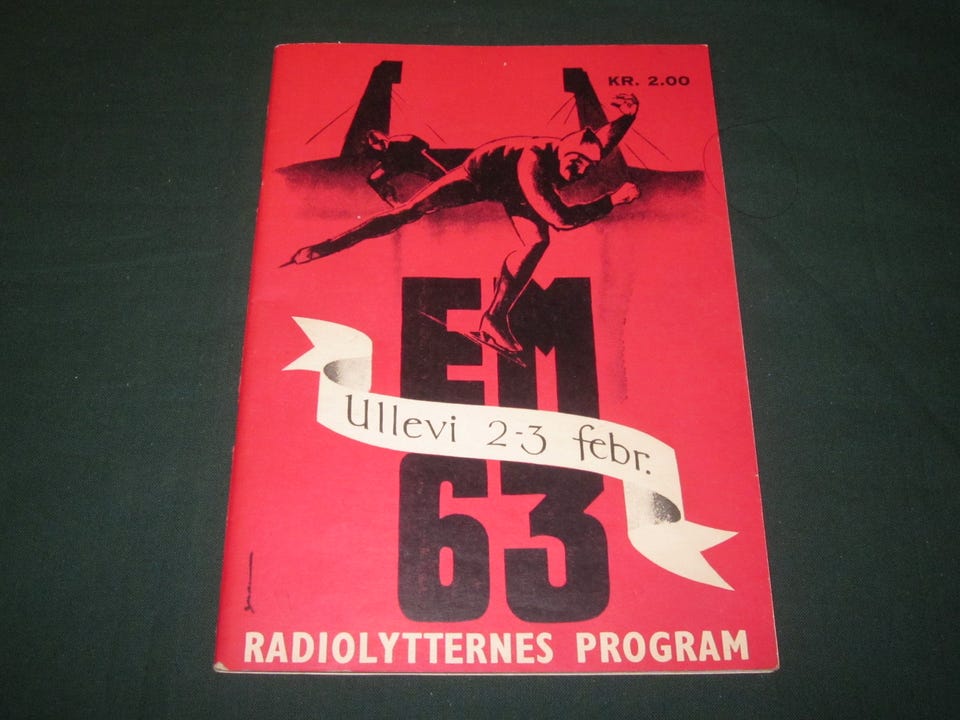 KR. 2.00
EM
Ullevi 2-3 febr.
63
RADIOLYTTERNES PROGRAM